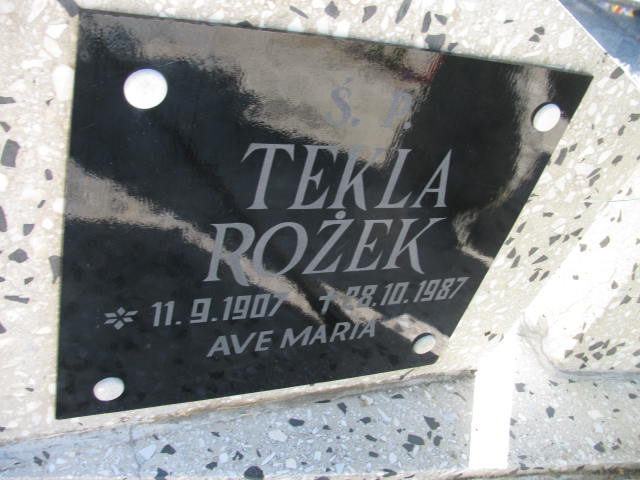 Ś. P.
TEKLA
ROŻEK
11.9.1907 † 28.10.1987
AVE MARIA